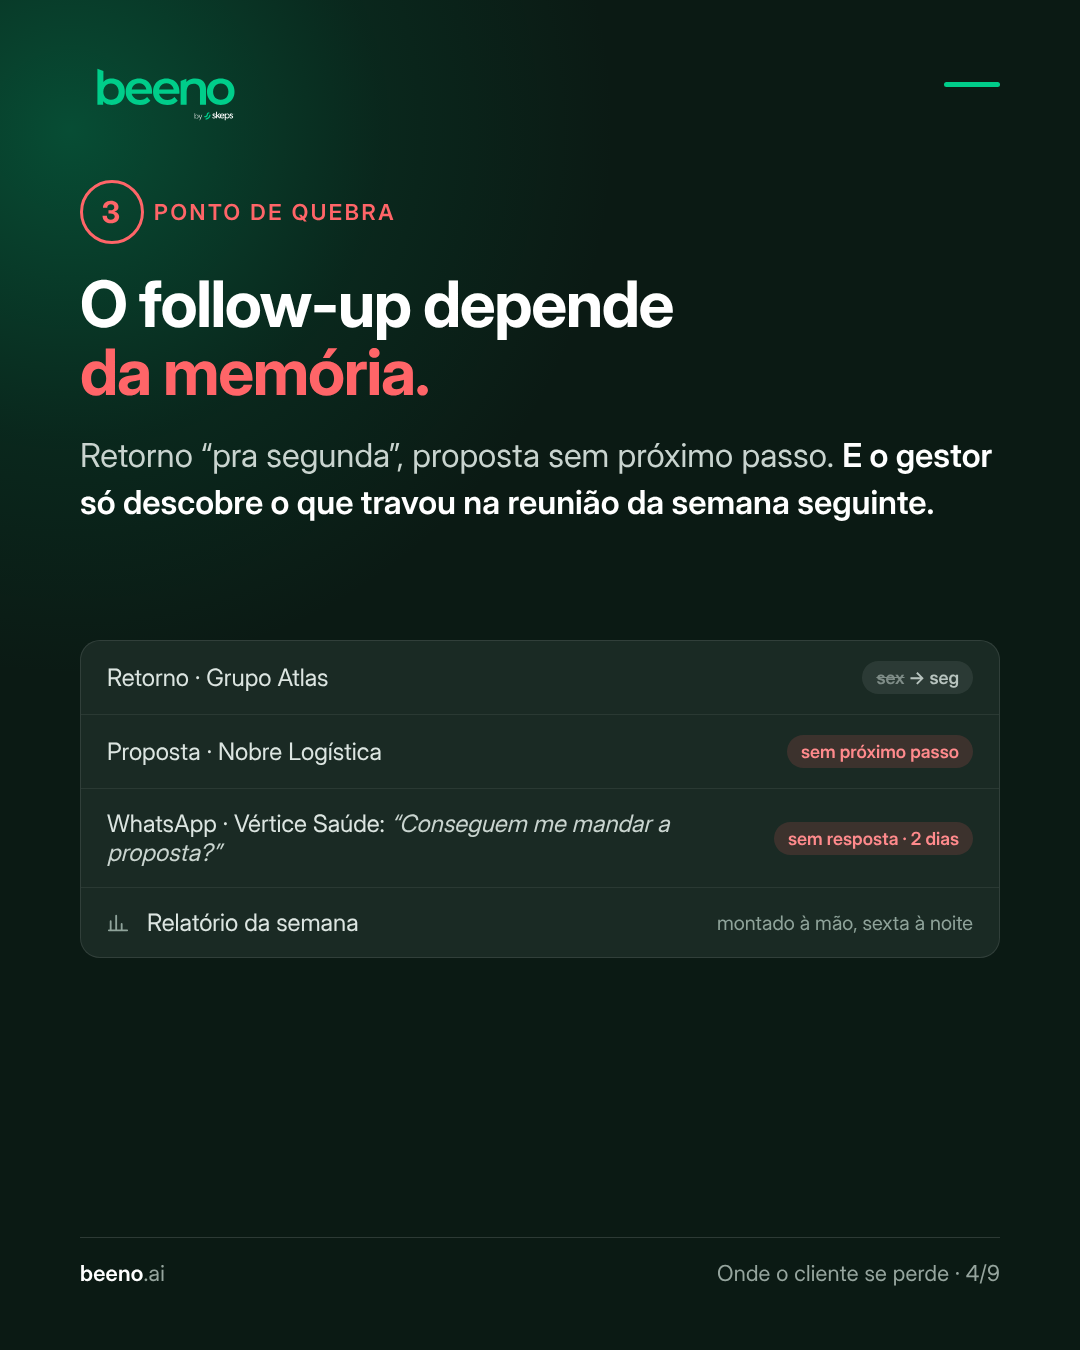 beeno
by skeps
3 PONTO DE QUEBRA
O follow-up depende
da memória.
Retorno “pra segunda”, proposta sem próximo passo. E o gestor
só descobre o que travou na reunião da semana seguinte.
Retorno · Grupo Atlas sex → seg
Proposta · Nobre Logística sem próximo passo
WhatsApp · Vértice Saúde: “Conseguem me mandar a
proposta?” sem resposta · 2 dias
Relatório da semana montado à mão, sexta à noite
beeno.ai Onde o cliente se perde · 4/9